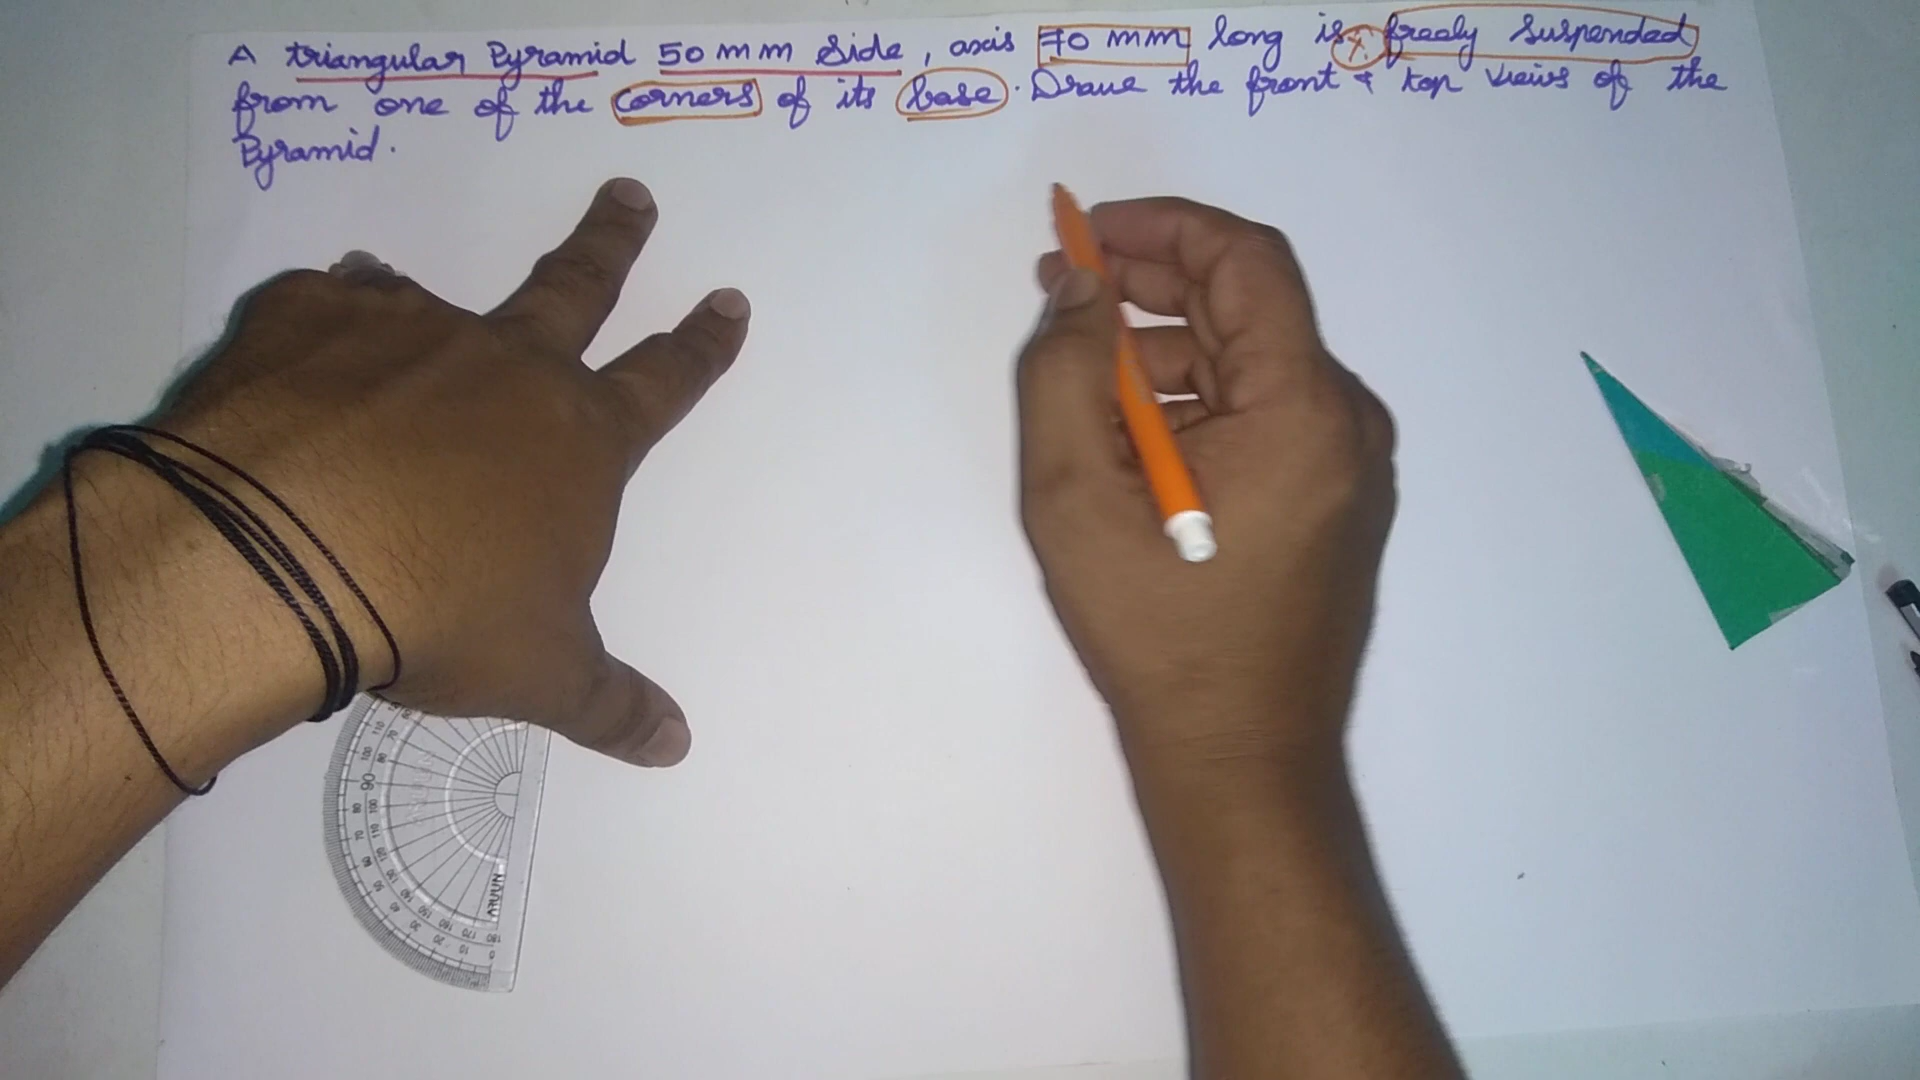 A triangular Pyramid 50 mm Side, axis 70 mm long is freely Suspended
from one of the corners of its base. Draw the front & top views of the
Pyramid.
ARJUN